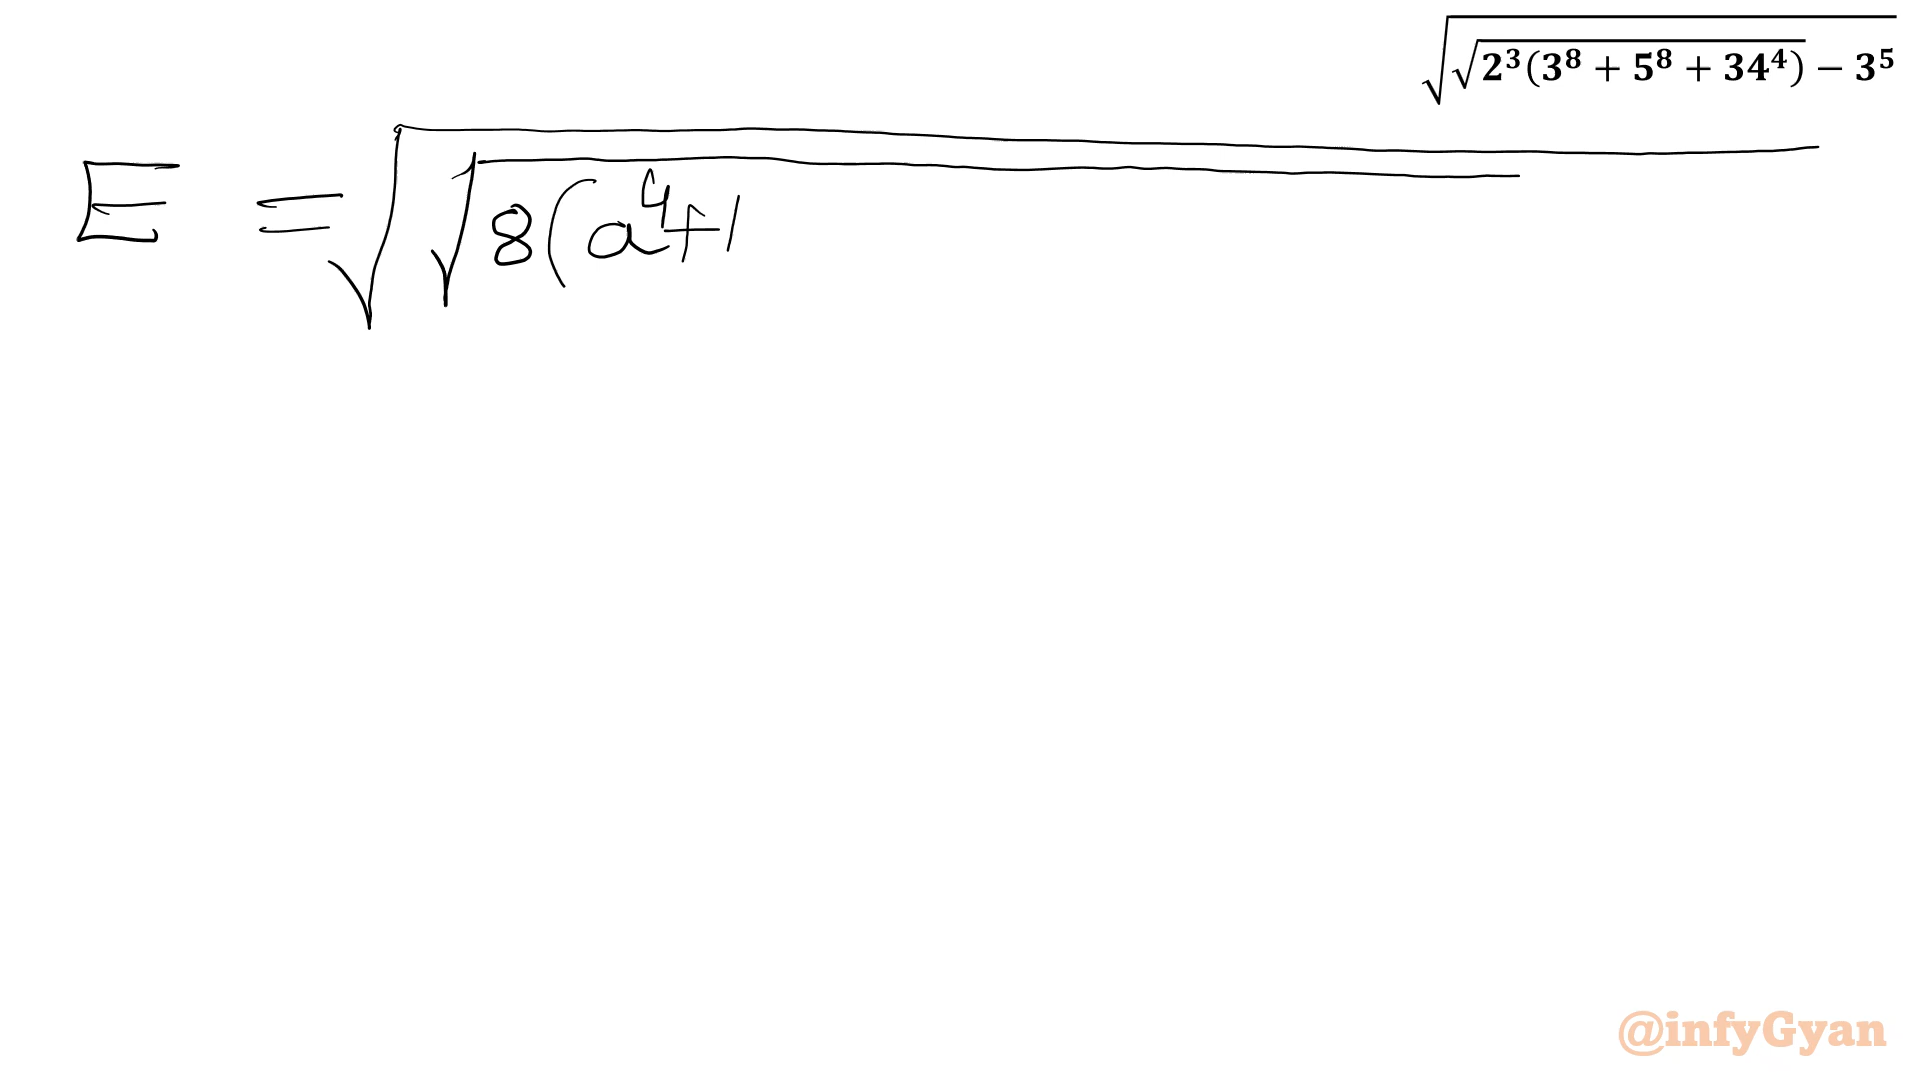 √(√(2³(3⁸ + 5⁸ + 34⁴)) − 3⁵)
E = √(√(8(a⁴+1
@infyGyan